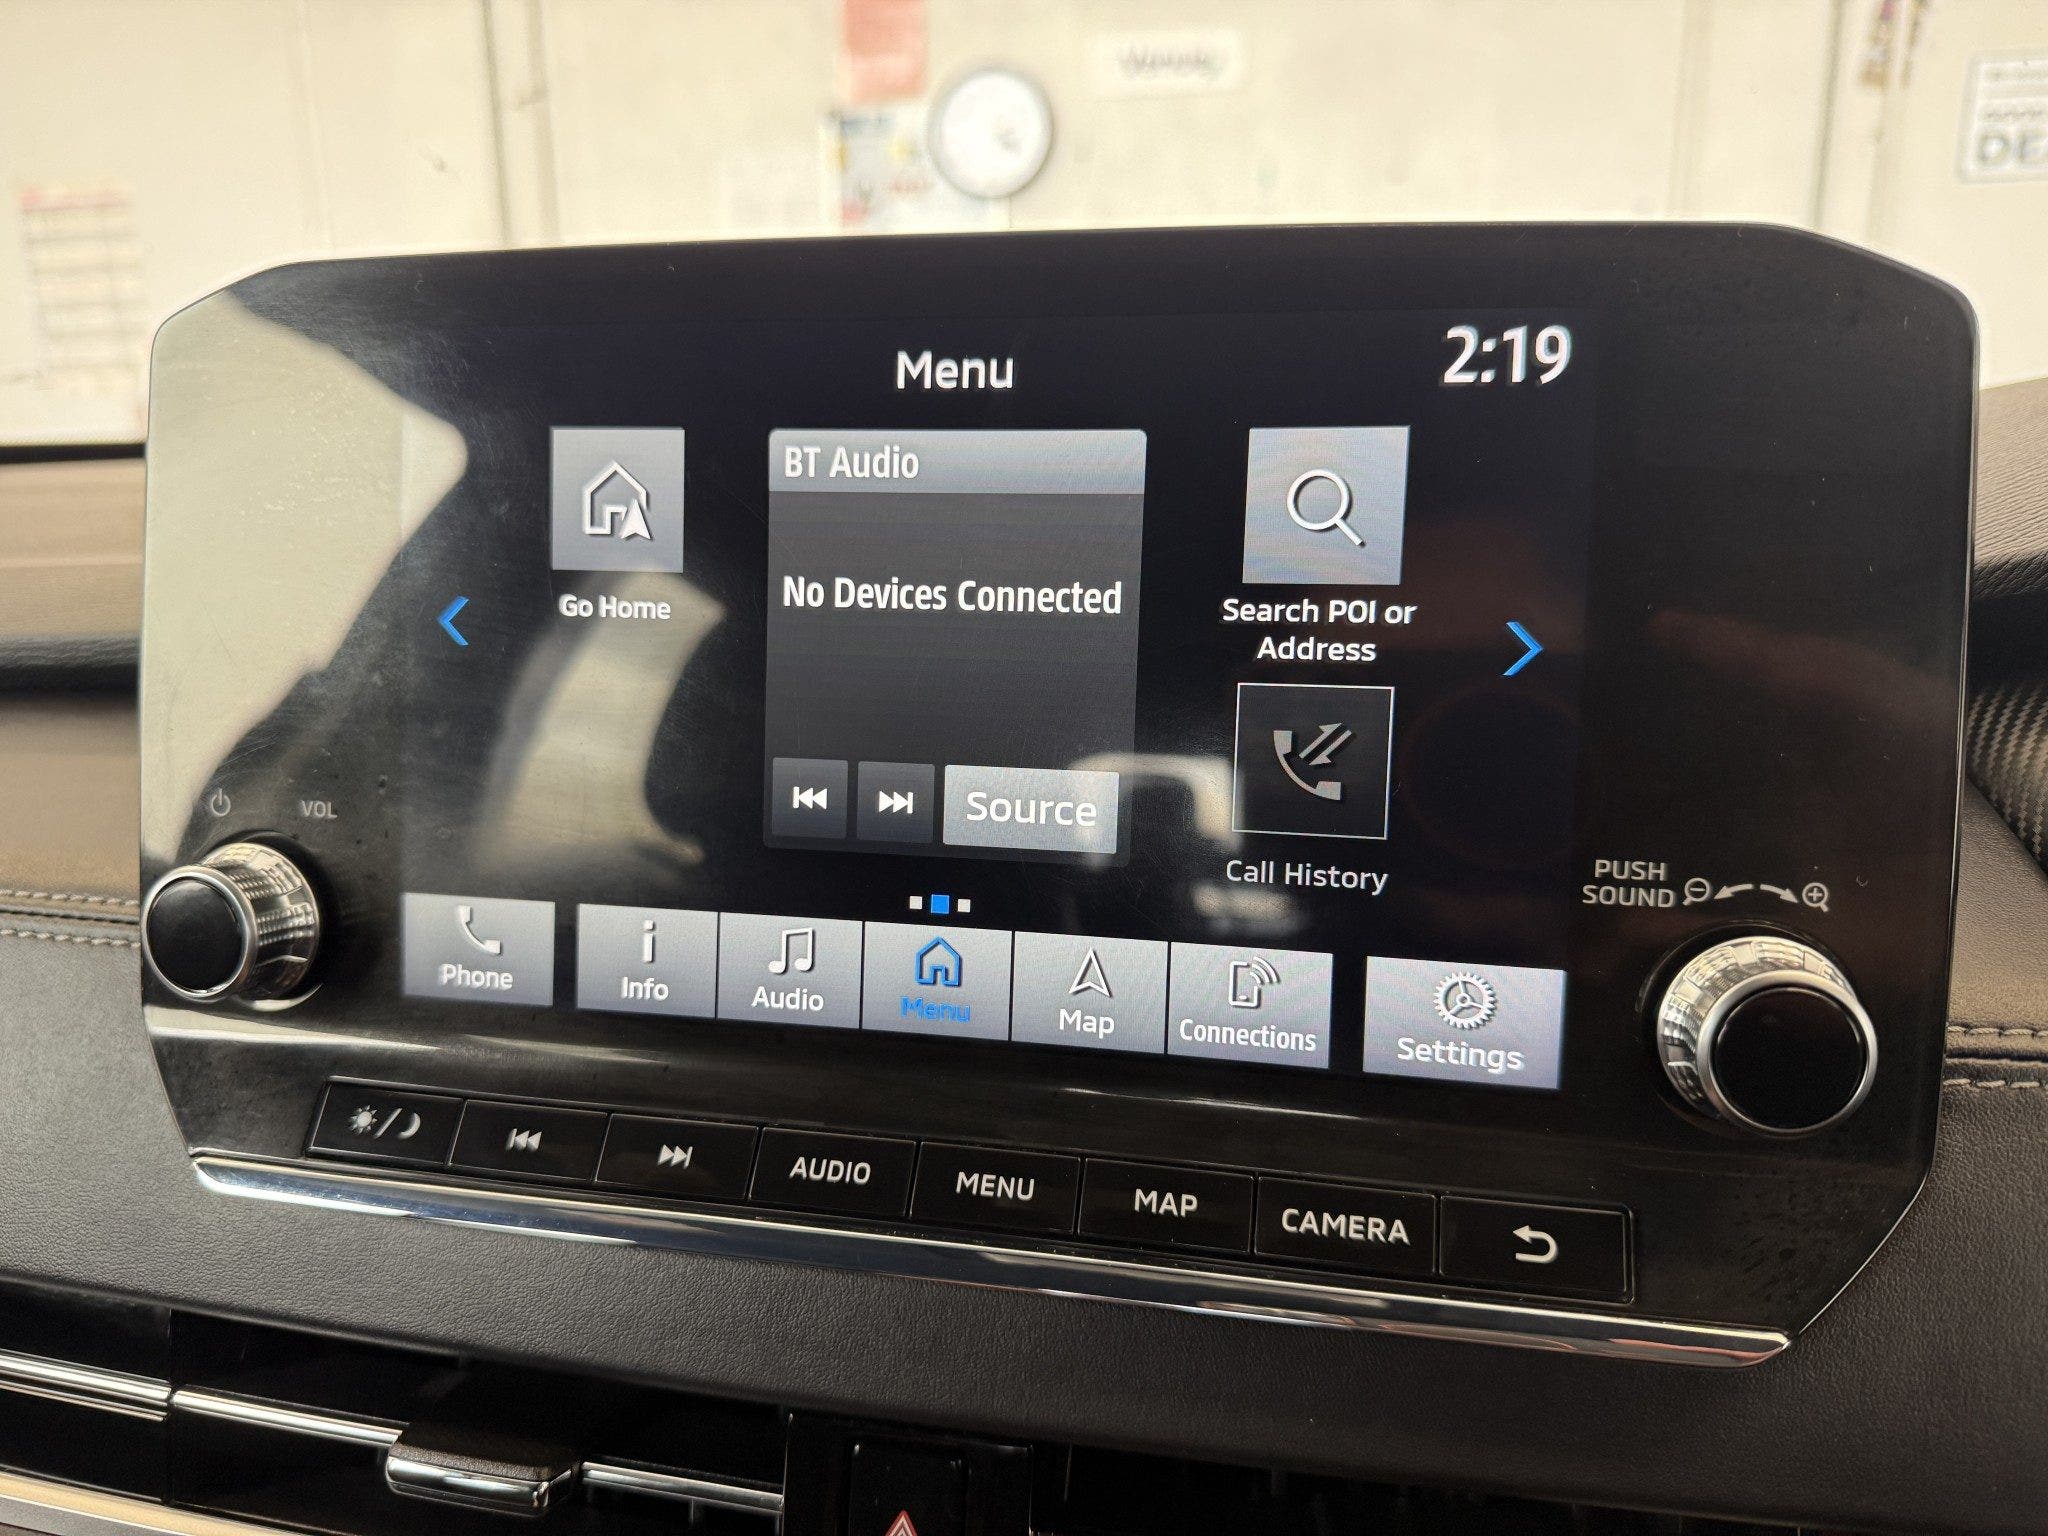 DE
Menu
2:19
BT Audio
No Devices Connected
Go Home
Search POI or
Address
Source
Call History
VOL
PUSH
SOUND
Phone
Info
Audio
Menu
Map
Connections
Settings
AUDIO
MENU
MAP
CAMERA